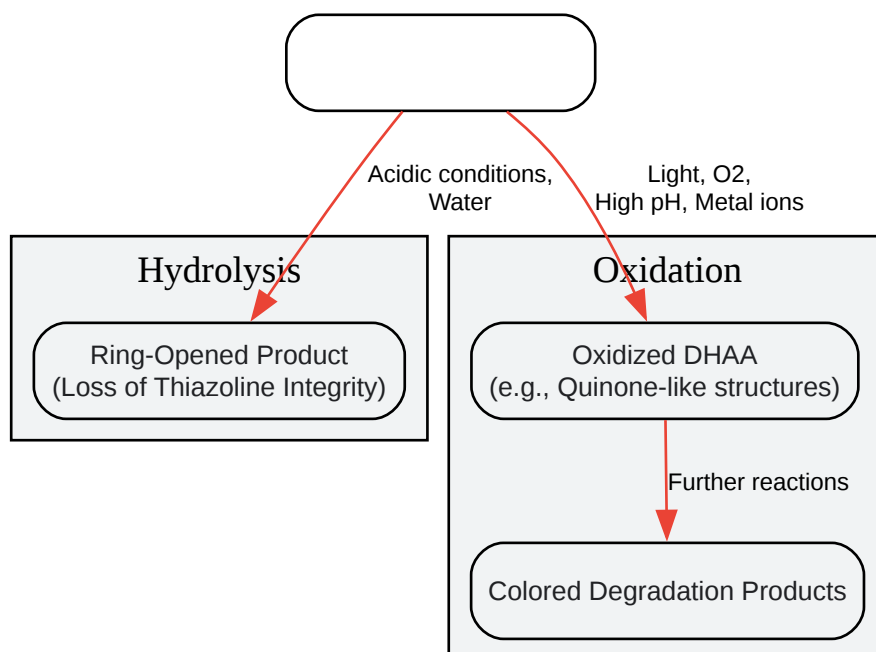 Acidic conditions,
Water
Light, O2,
High pH, Metal ions
Hydrolysis
Ring-Opened Product
(Loss of Thiazoline Integrity)
Oxidation
Oxidized DHAA
(e.g., Quinone-like structures)
Further reactions
Colored Degradation Products